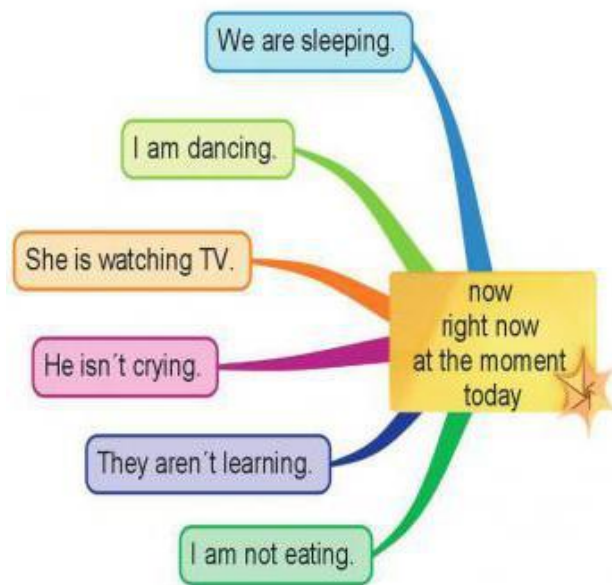 We are sleeping.
I am dancing.
She is watching TV.
He isn´t crying.
They aren´t learning.
I am not eating.
now
right now
at the moment
today